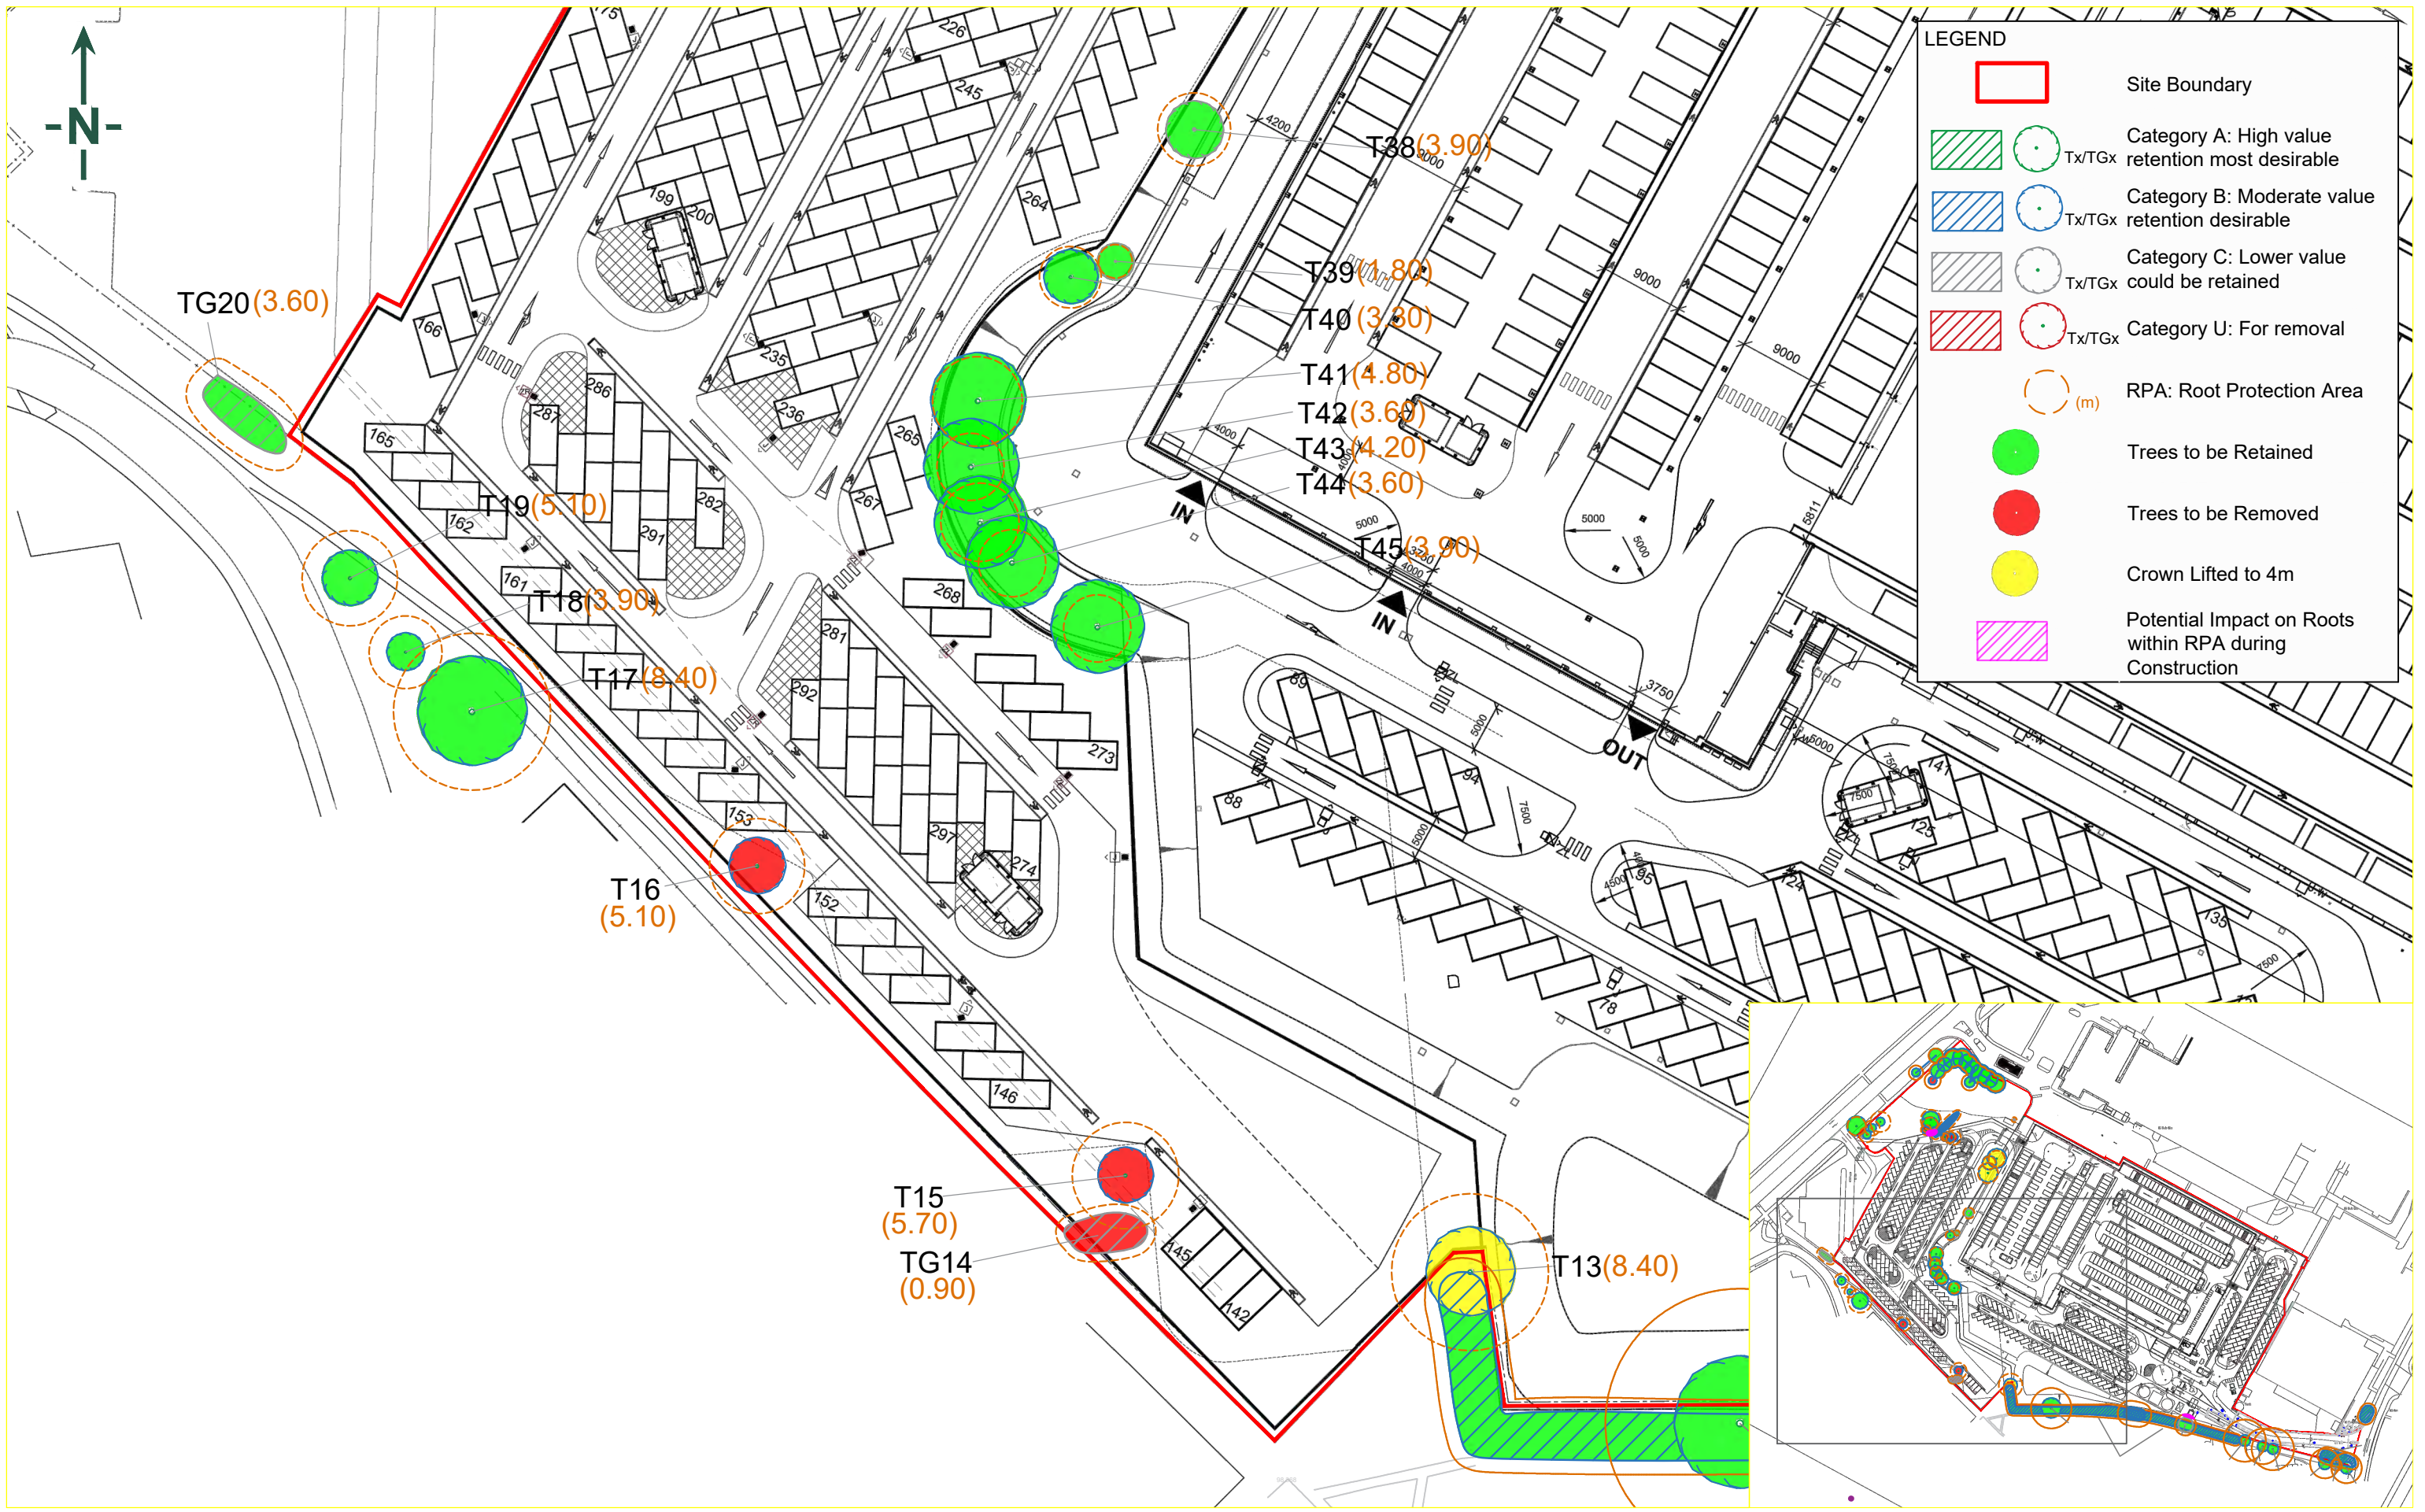 LEGEND
Site Boundary
Tx/TGx
Category A: High value
retention most desirable
Tx/TGx
Category B: Moderate value
retention desirable
Tx/TGx
Category C: Lower value
could be retained
Tx/TGx
Category U: For removal
(m)
RPA: Root Protection Area
Trees to be Retained
Trees to be Removed
Crown Lifted to 4m
Potential Impact on Roots
within RPA during
Construction
-N-
175
226
245
199
200
264
166
235
236
286
287
265
267
165
162
282
291
161
268
281
292
273
153
297
274
152
146
145
142
89
94
88
78
95
124
125
141
135
4200
9000
9000
9000
4000
4000
5000
3750
4000
5000
5000
5811
3750
5000
7500
5000
5000
7500
7500
4500
7500
IN
IN
OUT
TG20(3.60)
T38(3.90)
T39(1.80)
T40(3.30)
T41(4.80)
T42(3.60)
T43(4.20)
T44(3.60)
T45(3.90)
T19(5.10)
T18(3.90)
T17(8.40)
T16
(5.10)
T15
(5.70)
TG14
(0.90)
T13(8.40)